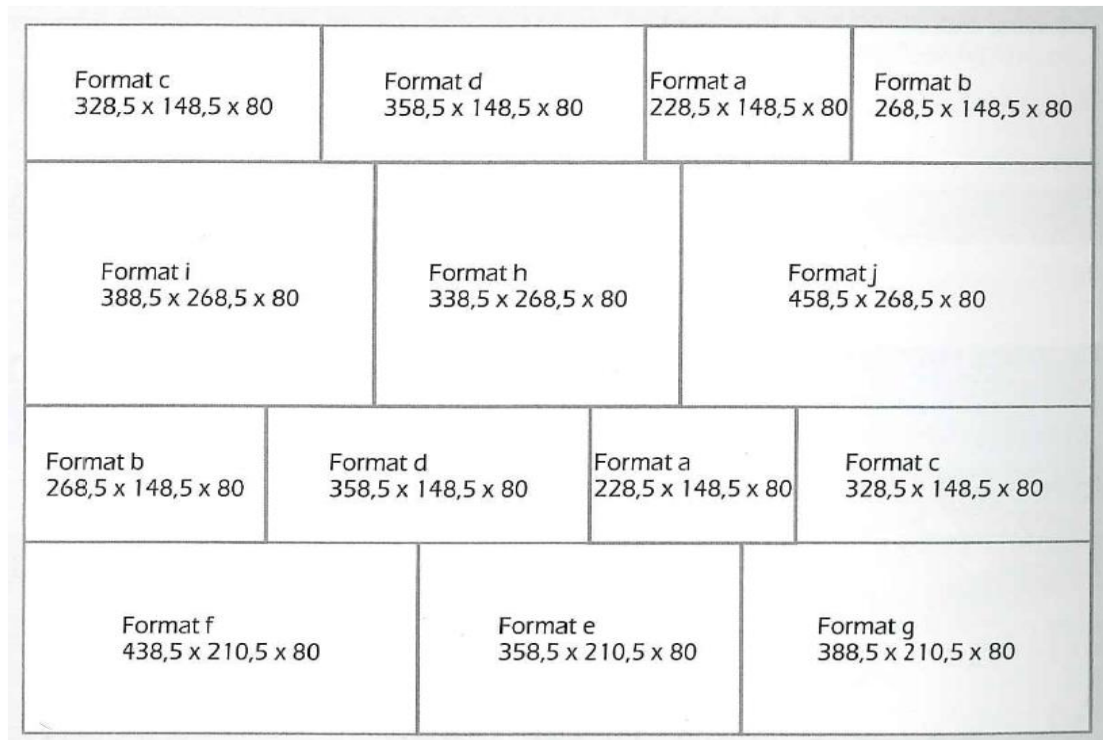 Format c
328,5 x 148,5 x 80
Format d
358,5 x 148,5 x 80
Format a
228,5 x 148,5 x 80
Format b
268,5 x 148,5 x 80
Format i
388,5 x 268,5 x 80
Format h
338,5 x 268,5 x 80
Format j
458,5 x 268,5 x 80
Format b
268,5 x 148,5 x 80
Format d
358,5 x 148,5 x 80
Format a
228,5 x 148,5 x 80
Format c
328,5 x 148,5 x 80
Format f
438,5 x 210,5 x 80
Format e
358,5 x 210,5 x 80
Format g
388,5 x 210,5 x 80